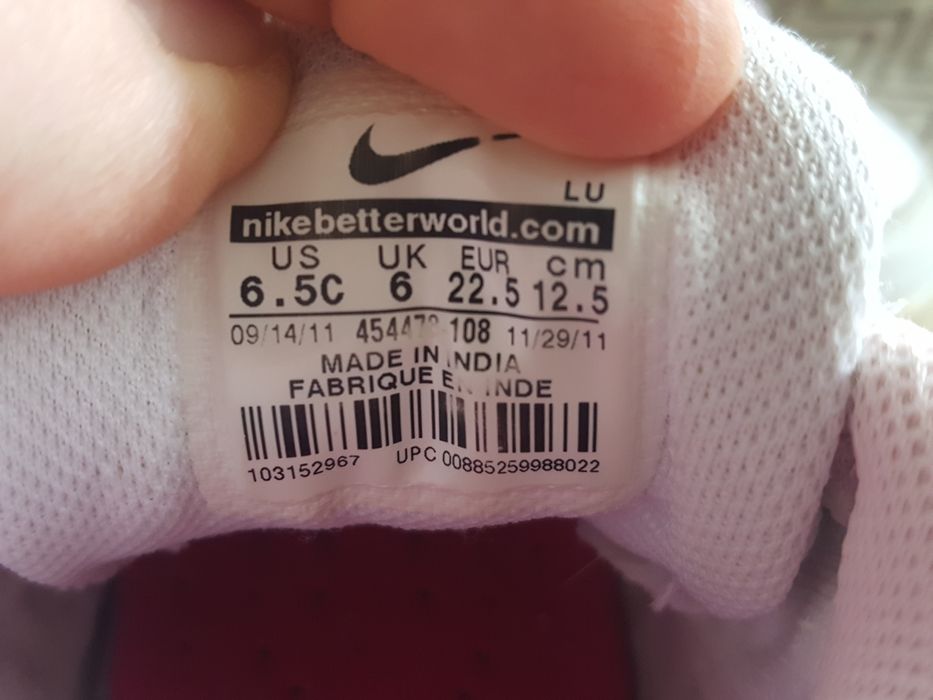 LU
nikebetterworld.com
US UK EUR cm
6.5C 6 22.5 12.5
09/14/11 108 11/29/11
MADE IN INDIA
FABRIQUE EN INDE
103152967 UPC 00885259988022